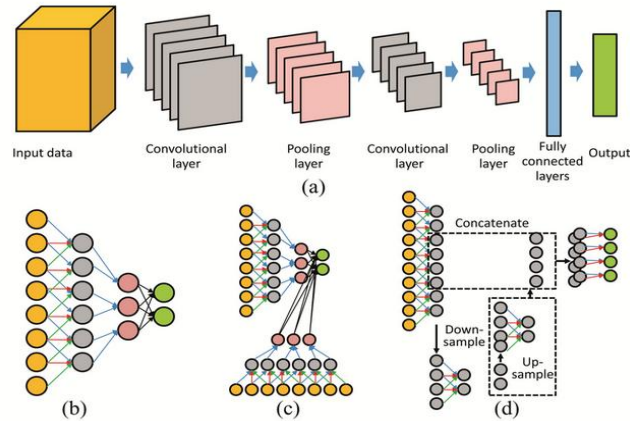 Input data
Convolutional
layer
Pooling
layer
Convolutional
layer
Pooling
layer
Fully
connected
layers
Output
(a)
Concatenate
Down-
sample
Up-
sample
(b)
(c)
(d)